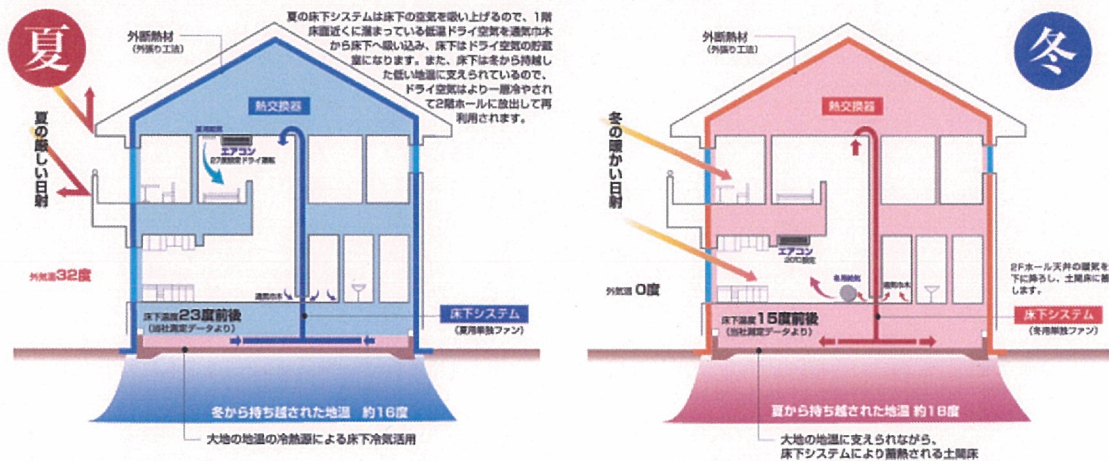 夏
夏の床下システムは床下の空気を吸い上げるので、1階
床面近くに溜まっている低温ドライ空気を通気巾木
から床下へ吸い込み、床下はドライ空気の貯蔵
室になります。また、床下は冬から持越し
た低い地温に支えられているので、
ドライ空気はより一層冷やされ
て2階ホールに放出して再
利用されます。
外断熱材
(外張り工法)
熱交換器
夏の厳しい日射
エアコン
27度設定ドライ運転
外気温32度
通気巾木
床下温度23度前後
(当社測定データより)
床下システム
(夏用単独ファン)
冬から持ち越された地温 約16度
大地の地温の冷熱源による床下冷気活用
冬
外断熱材
(外張り工法)
熱交換器
冬の暖かい日射
エアコン
20℃設定
外気温 0度
冬用給気
通気巾木
2Fホール天井の暖気を
下に降ろし、土間床に蓄
します。
床下温度15度前後
(当社測定データより)
床下システム
(冬用単独ファン)
夏から持ち越された地温 約18度
大地の地温に支えられながら、
床下システムにより蓄熱される土間床